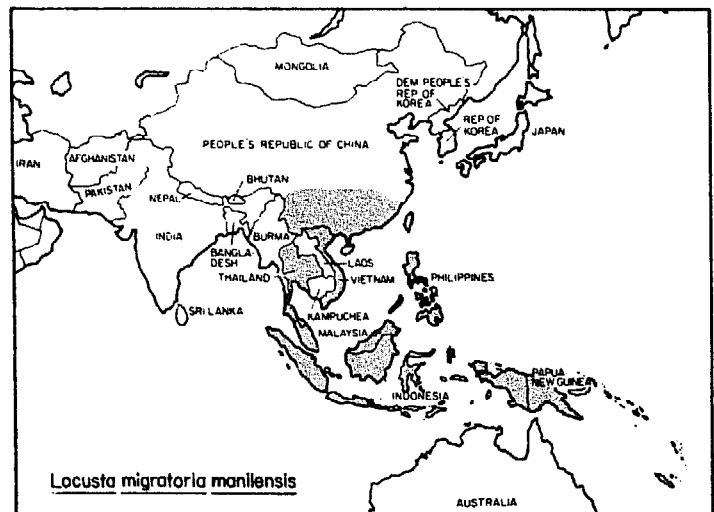 MONGOLIA
DEM PEOPLE'S
REP OF
KOREA
REP OF
KOREA
JAPAN
PEOPLE'S REPUBLIC OF CHINA
IRAN
AFGHANISTAN
PAKISTAN
NEPAL
BHUTAN
INDIA
BANGLA-
DESH
BURMA
LAOS
THAILAND
VIETNAM
PHILIPPINES
KAMPUCHEA
SRI LANKA
MALAYSIA
PAPUA
NEW GUINEA
INDONESIA
Locusta migratoria manilensis
AUSTRALIA